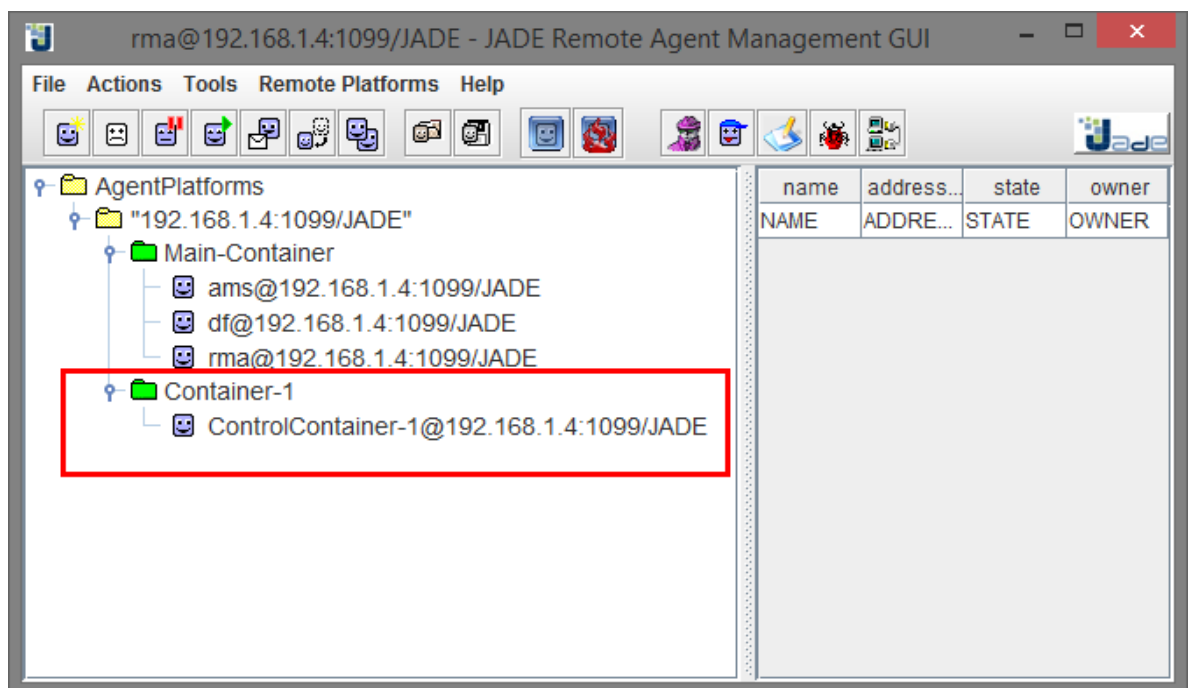 rma@192.168.1.4:1099/JADE - JADE Remote Agent Management GUI
File Actions Tools Remote Platforms Help
Jade
AgentPlatforms
"192.168.1.4:1099/JADE"
Main-Container
ams@192.168.1.4:1099/JADE
df@192.168.1.4:1099/JADE
rma@192.168.1.4:1099/JADE
Container-1
ControlContainer-1@192.168.1.4:1099/JADE
name address... state owner
NAME ADDRE... STATE OWNER